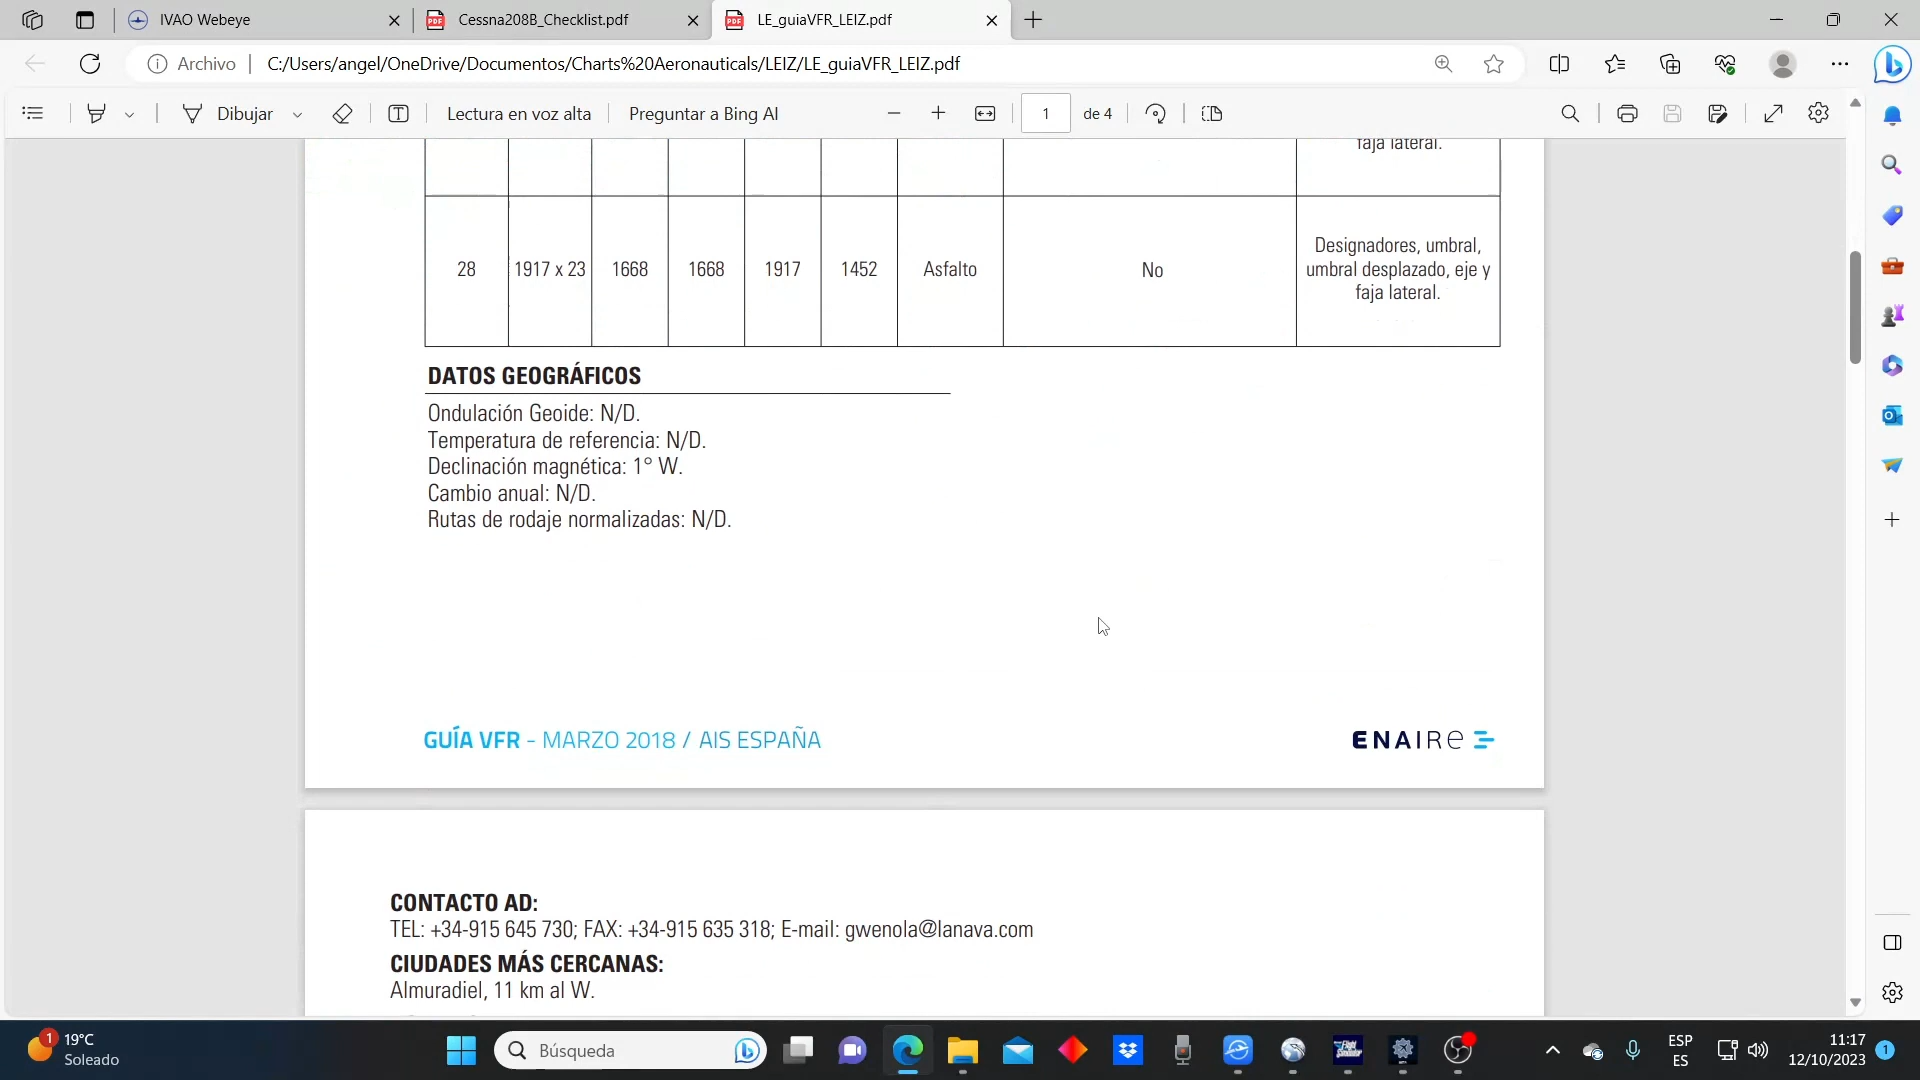 IVAO Webeye
Cessna208B_Checklist.pdf
LE_guiaVFR_LEIZ.pdf
Archivo
C:/Users/angel/OneDrive/Documentos/Charts%20Aeronauticals/LEIZ/LE_guiaVFR_LEIZ.pdf
Dibujar
Lectura en voz alta
Preguntar a Bing AI
1
de 4
faja lateral.
28
1917 x 23
1668
1668
1917
1452
Asfalto
No
Designadores, umbral,
umbral desplazado, eje y
faja lateral.
DATOS GEOGRÁFICOS
Ondulación Geoide: N/D.
Temperatura de referencia: N/D.
Declinación magnética: 1° W.
Cambio anual: N/D.
Rutas de rodaje normalizadas: N/D.
GUÍA VFR - MARZO 2018 / AIS ESPAÑA
ENAIRe
CONTACTO AD:
TEL: +34-915 645 730; FAX: +34-915 635 318; E-mail: gwenola@lanava.com
CIUDADES MÁS CERCANAS:
Almuradiel, 11 km al W.
1
19°C
Soleado
Búsqueda
ESP
ES
11:17
12/10/2023
1